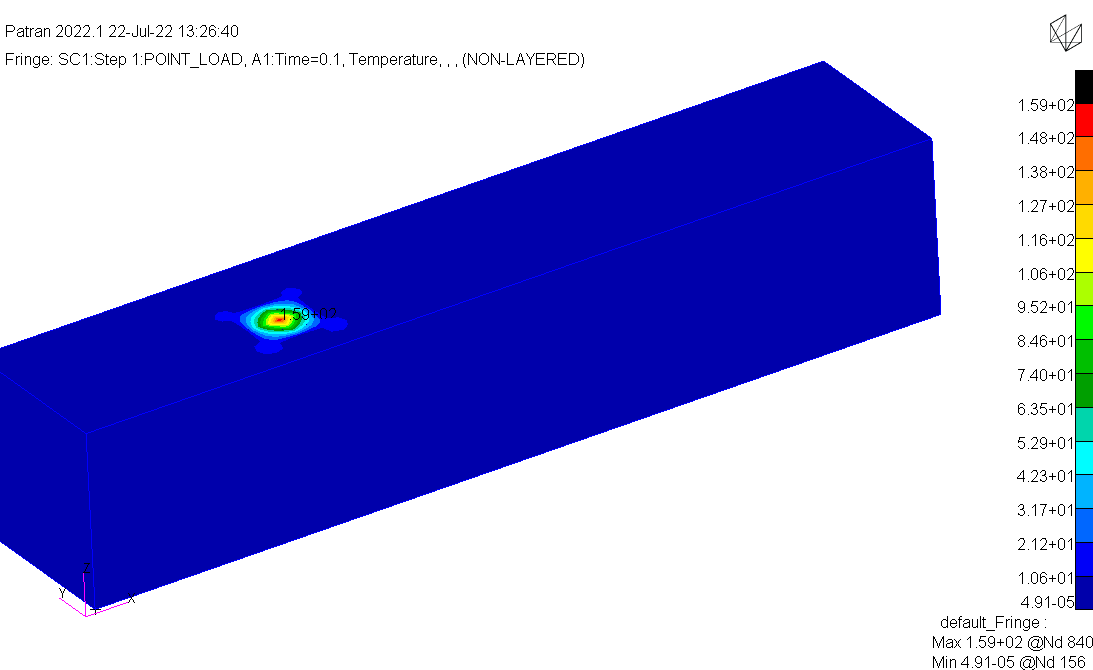 Patran 2022.1 22-Jul-22 13:26:40
Fringe: SC1:Step 1:POINT_LOAD, A1:Time=0.1, Temperature, , , (NON-LAYERED)
1.59+02
1.48+02
1.38+02
1.27+02
1.16+02
1.06+02
9.52+01
8.46+01
7.40+01
6.35+01
5.29+01
4.23+01
3.17+01
2.12+01
1.06+01
4.91-05
1.59+02
Z
Y
X
default_Fringe :
Max 1.59+02 @Nd 840
Min 4.91-05 @Nd 156